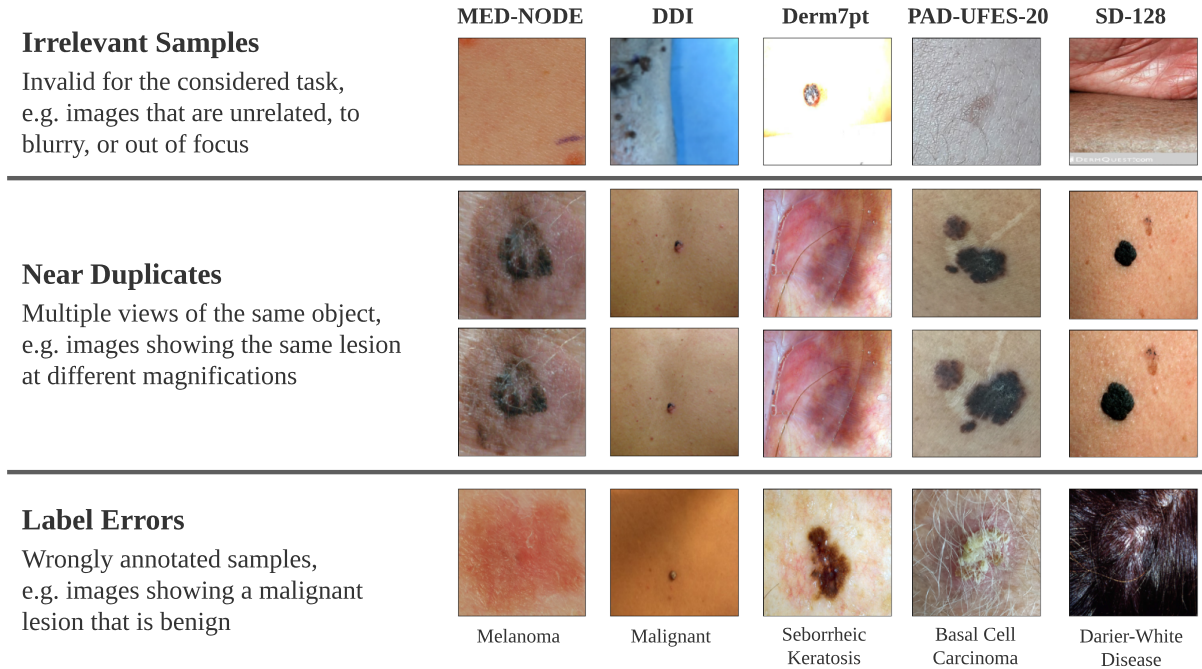 MED-NODE DDI Derm7pt PAD-UFES-20 SD-128
Irrelevant Samples
Invalid for the considered task,
e.g. images that are unrelated, to
blurry, or out of focus
DermQuest.com
Near Duplicates
Multiple views of the same object,
e.g. images showing the same lesion
at different magnifications
Label Errors
Wrongly annotated samples,
e.g. images showing a malignant
lesion that is benign
Melanoma
Malignant
Seborrheic
Keratosis
Basal Cell
Carcinoma
Darier-White
Disease